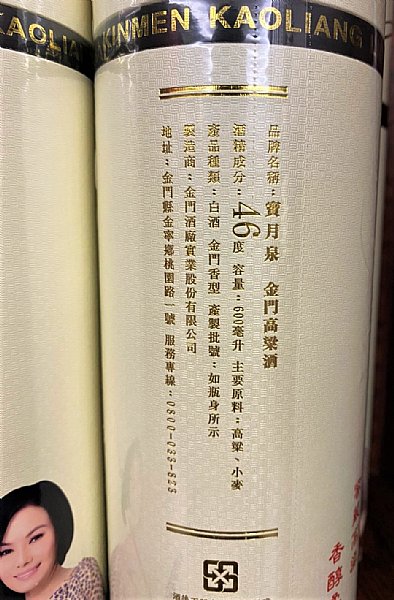 KAOLIANG
KINMEN KAOLIANG
品牌名稱：寶月泉 金門高粱酒
酒精成分：46度 容量：600毫升 主要原料：高粱、小麥
產品種類：白酒 金門香型 產製批號：如瓶身所示
製造商：金門酒廠實業股份有限公司
地址：金門縣金寧鄉桃園路一號 服務專線：0800-033-823
香醇